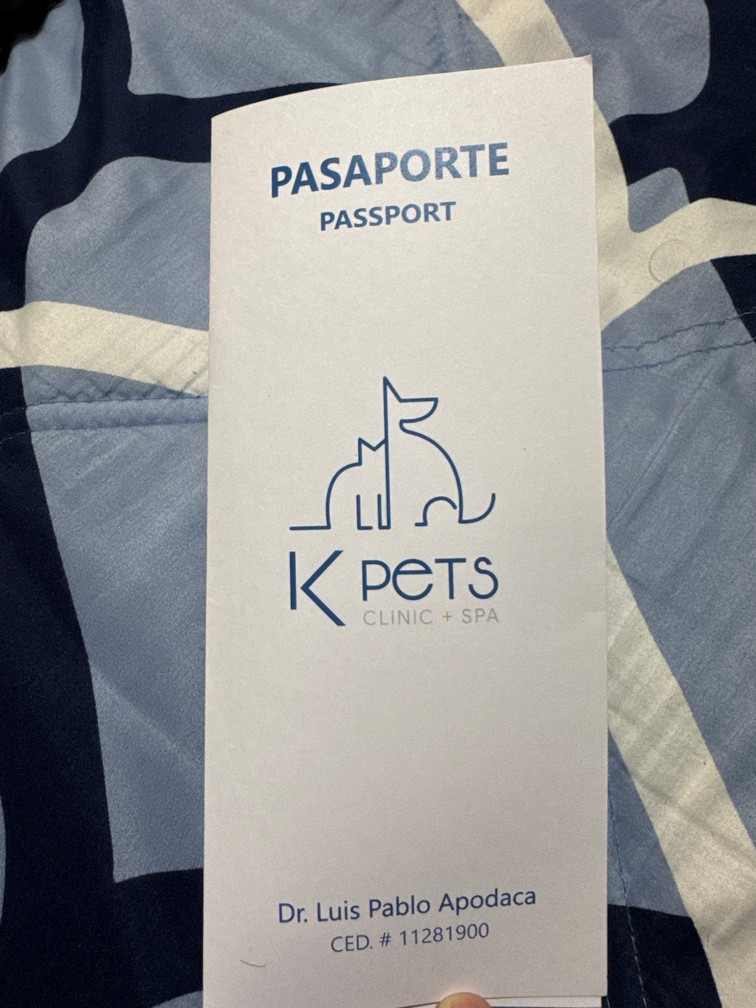 PASAPORTE
PASSPORT
K PETS
CLINIC + SPA
Dr. Luis Pablo Apodaca
CED. # 11281900